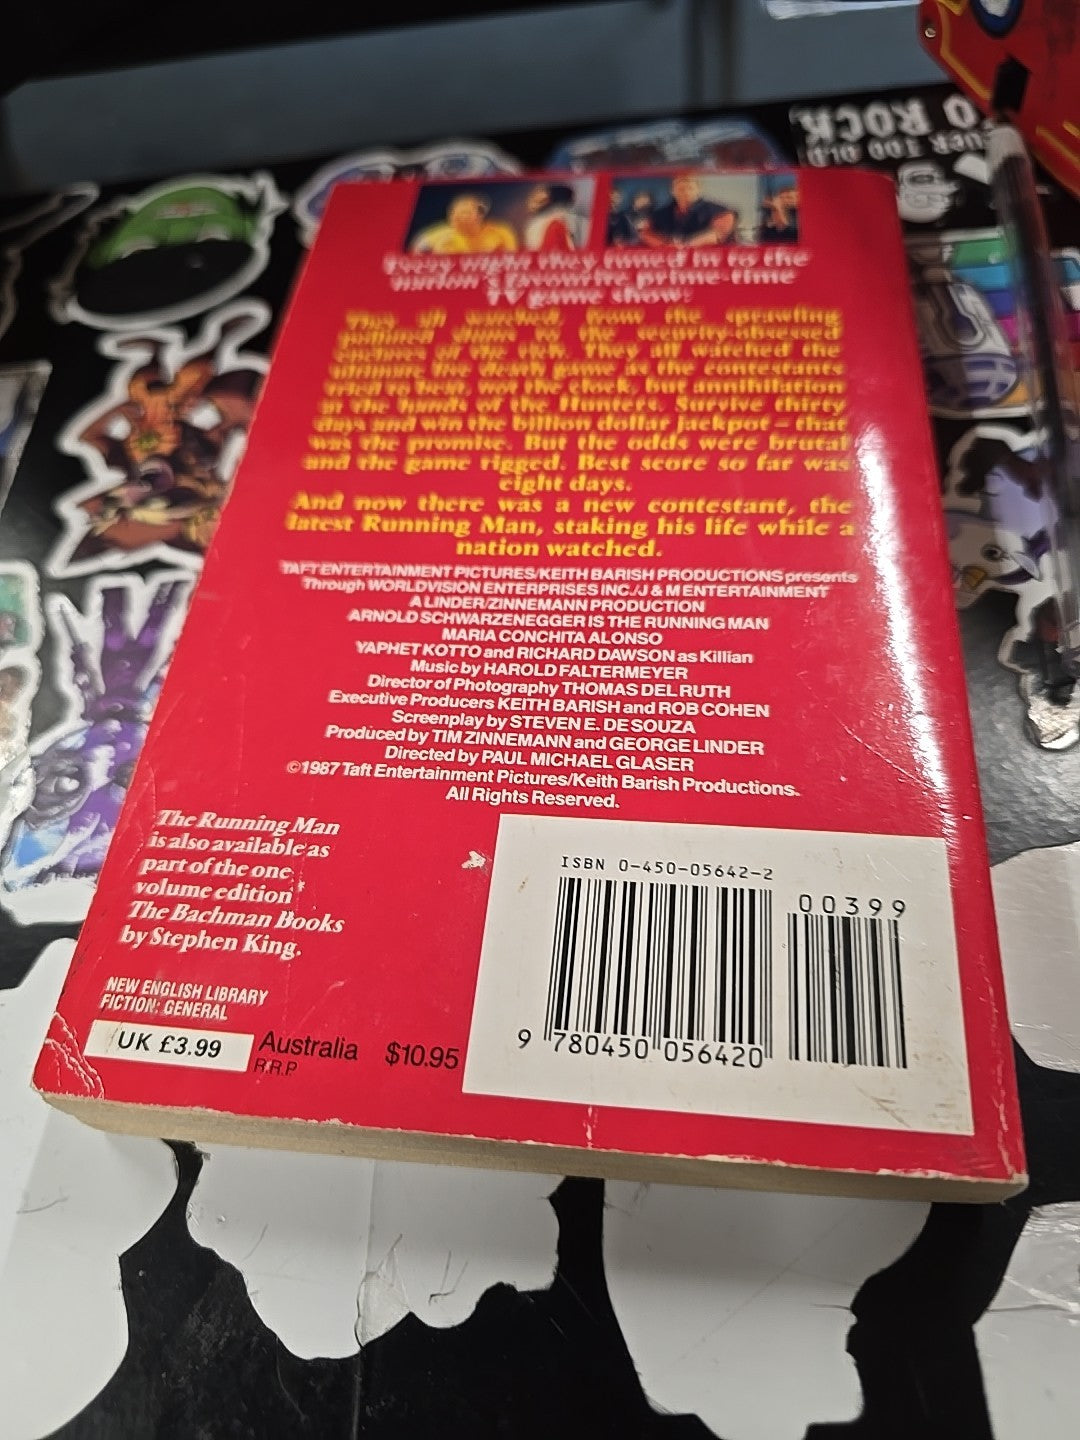 TO ROCK
NEVER TOO OLD
Every night they tuned in to the
nation's favourite prime-time
TV game show:
They all watched, from the sprawling
polluted slums to the security-obsessed
enclaves of the rich. They all watched the
ultimate live death game as the contestants
tried to beat, not the clock, but annihilation
at the hands of the Hunters. Survive thirty
days and win the billion dollar jackpot – that
was the promise. But the odds were brutal
and the game rigged. Best score so far was
eight days.
And now there was a new contestant, the
latest Running Man, staking his life while a
nation watched.
TAFT ENTERTAINMENT PICTURES/KEITH BARISH PRODUCTIONS presents
Through WORLDVISION ENTERPRISES INC./J & M ENTERTAINMENT
A LINDER/ZINNEMANN PRODUCTION
ARNOLD SCHWARZENEGGER IS THE RUNNING MAN
MARIA CONCHITA ALONSO
YAPHET KOTTO and RICHARD DAWSON as Killian
Music by HAROLD FALTERMEYER
Director of Photography THOMAS DEL RUTH
Executive Producers KEITH BARISH and ROB COHEN
Screenplay by STEVEN E. DE SOUZA
Produced by TIM ZINNEMANN and GEORGE LINDER
Directed by PAUL MICHAEL GLASER
©1987 Taft Entertainment Pictures/Keith Barish Productions.
All Rights Reserved.
The Running Man
is also available as
part of the one
volume edition
The Bachman Books
by Stephen King.
NEW ENGLISH LIBRARY
FICTION: GENERAL
UK £3.99
Australia $10.95
R.R.P
ISBN 0-450-05642-2
00399
9 780450 056420